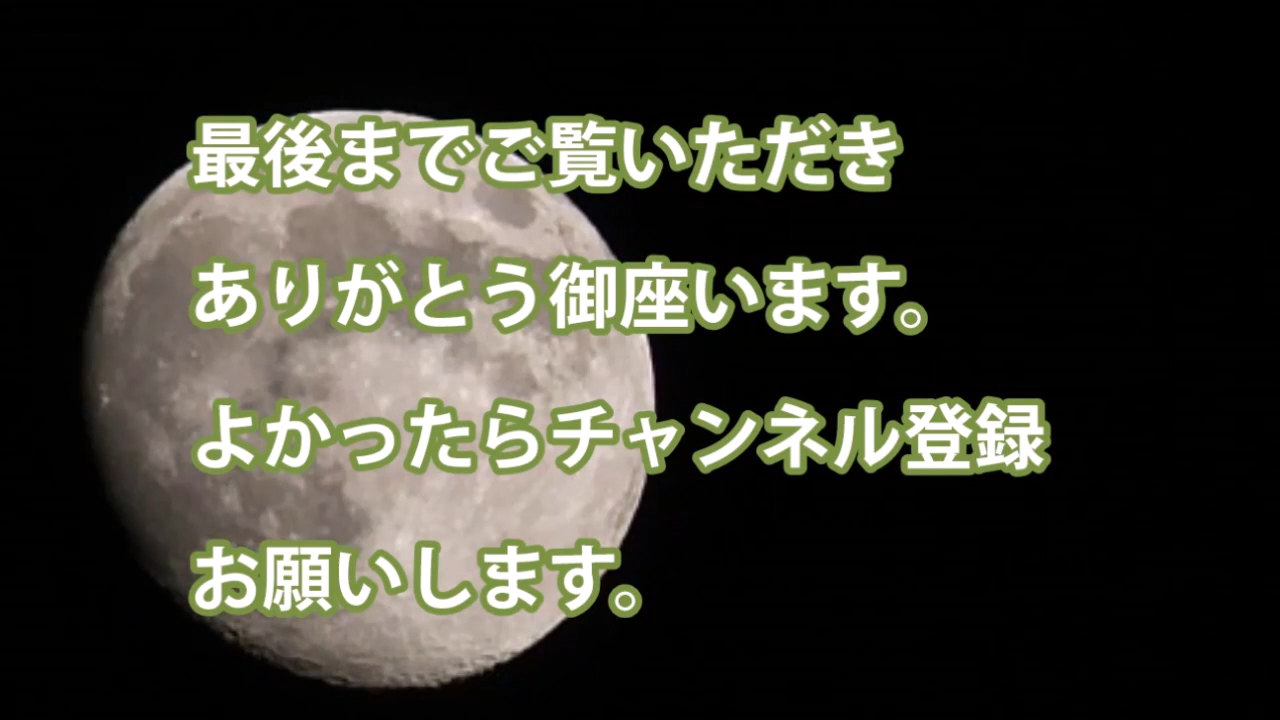 最後までご覧いただき
ありがとう御座います。
よかったらチャンネル登録
お願いします。